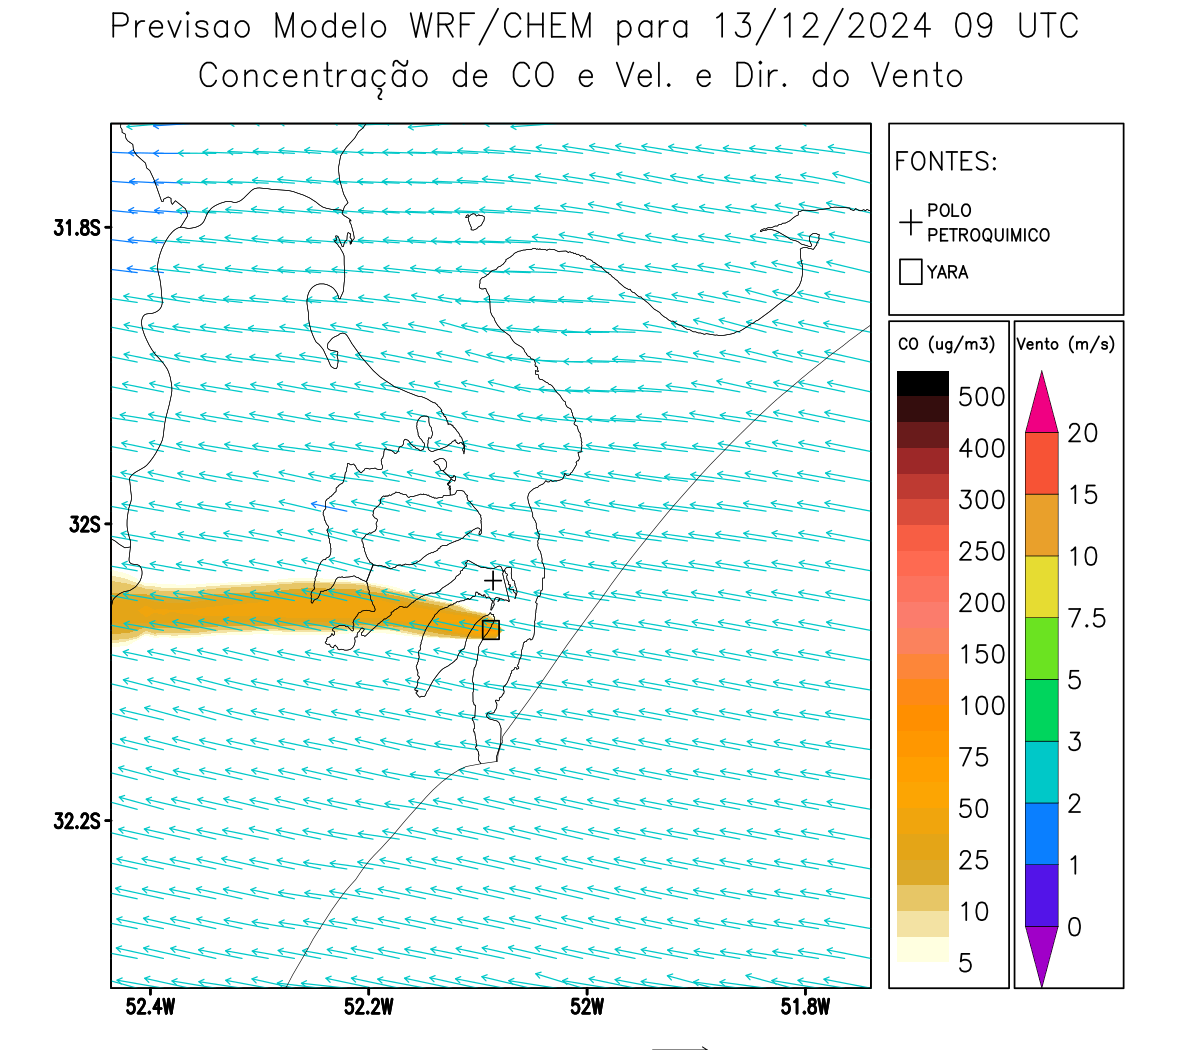 Previsao Modelo WRF/CHEM para 13/12/2024 09 UTC
Concentração de CO e Vel. e Dir. do Vento
FONTES:
POLO
PETROQUIMICO
YARA
31.8S
32S
32.2S
52.4W
52.2W
52W
51.8W
CO (ug/m3)
500
400
300
250
200
150
100
75
50
25
10
5
Vento (m/s)
20
15
10
7.5
5
3
2
1
0